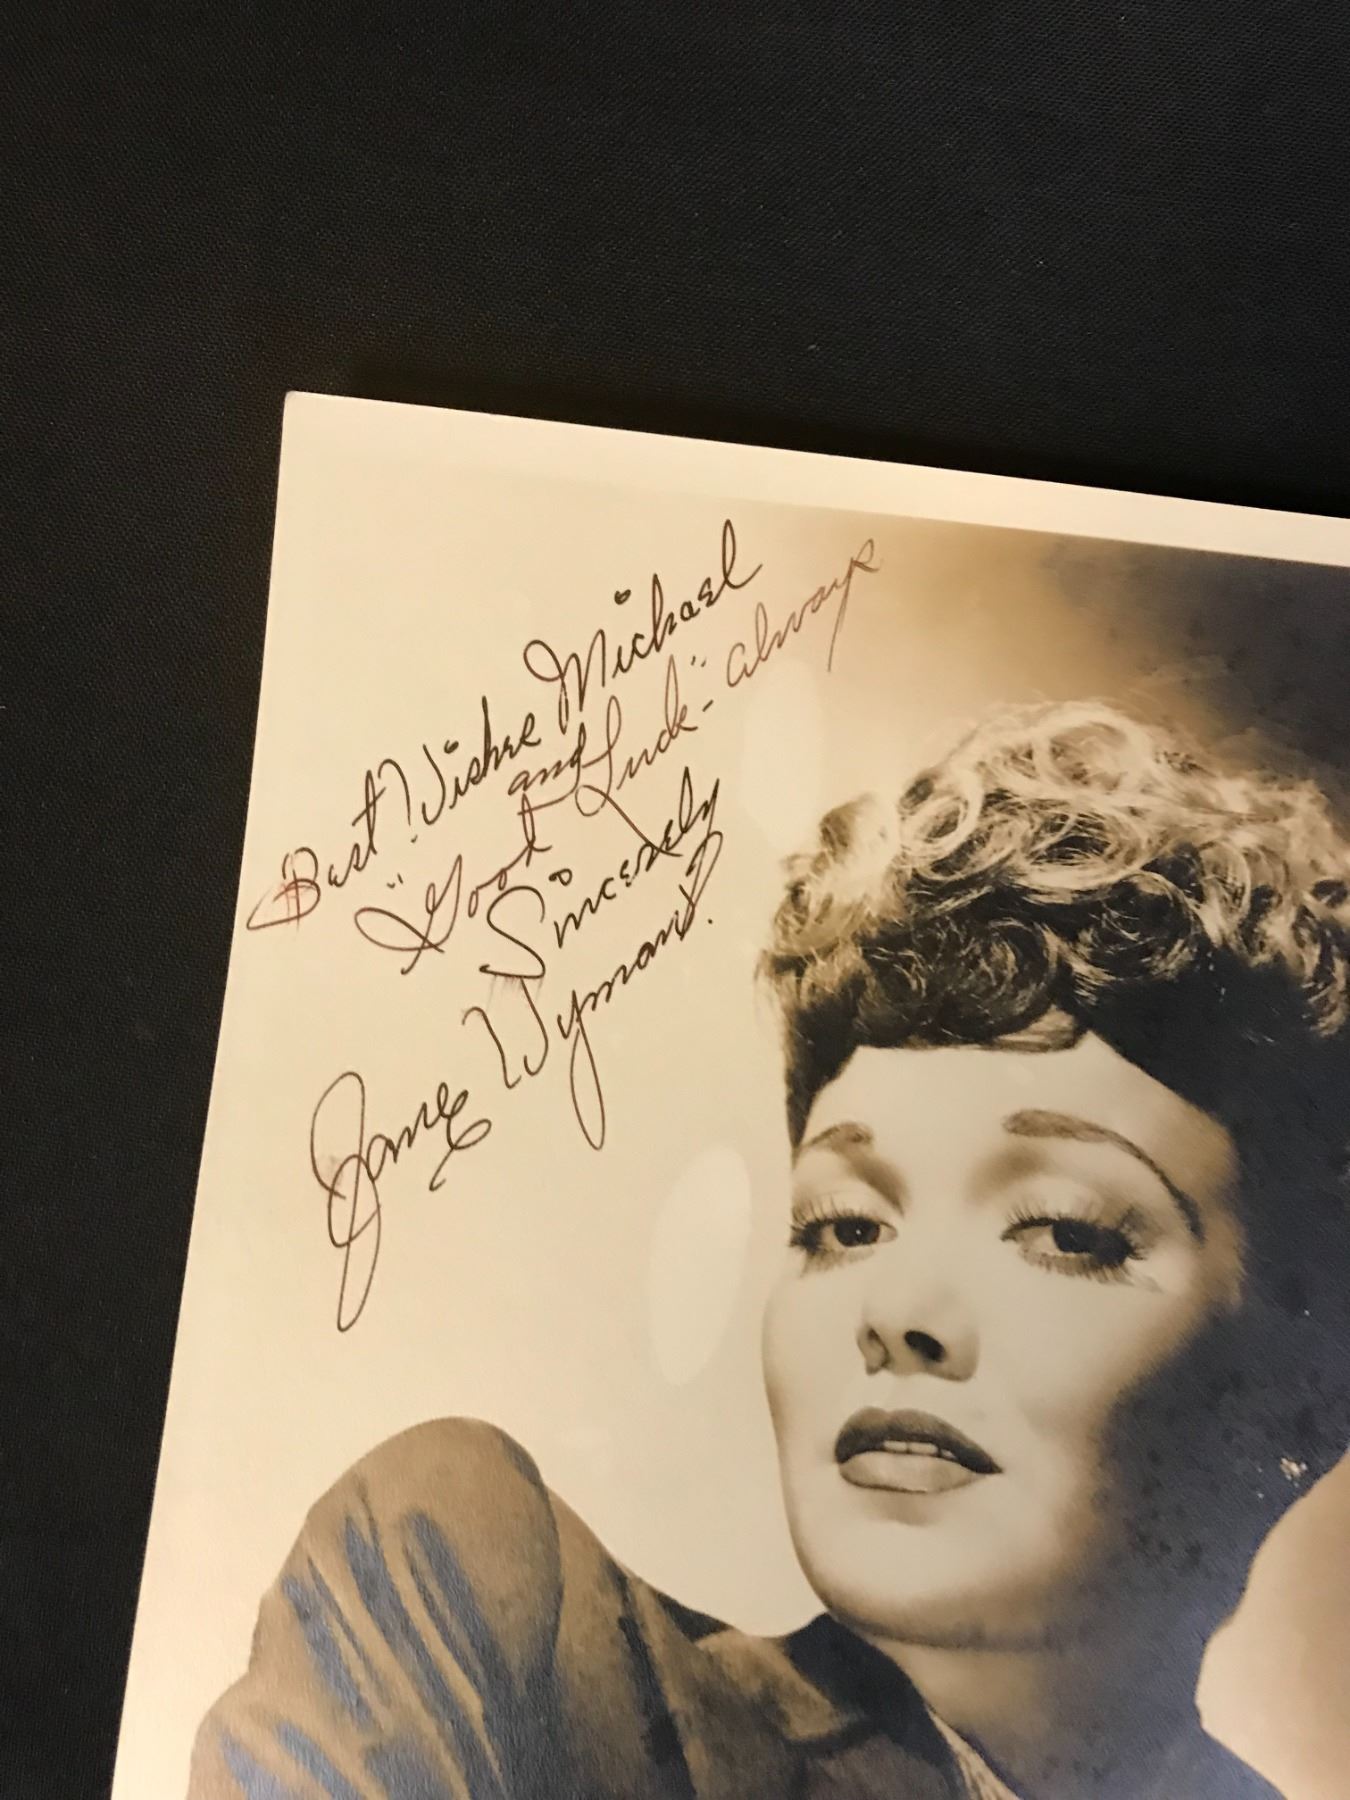 Best Wishes Michael
and
"Good Luck"- always
Sincerely
Jane Wyman